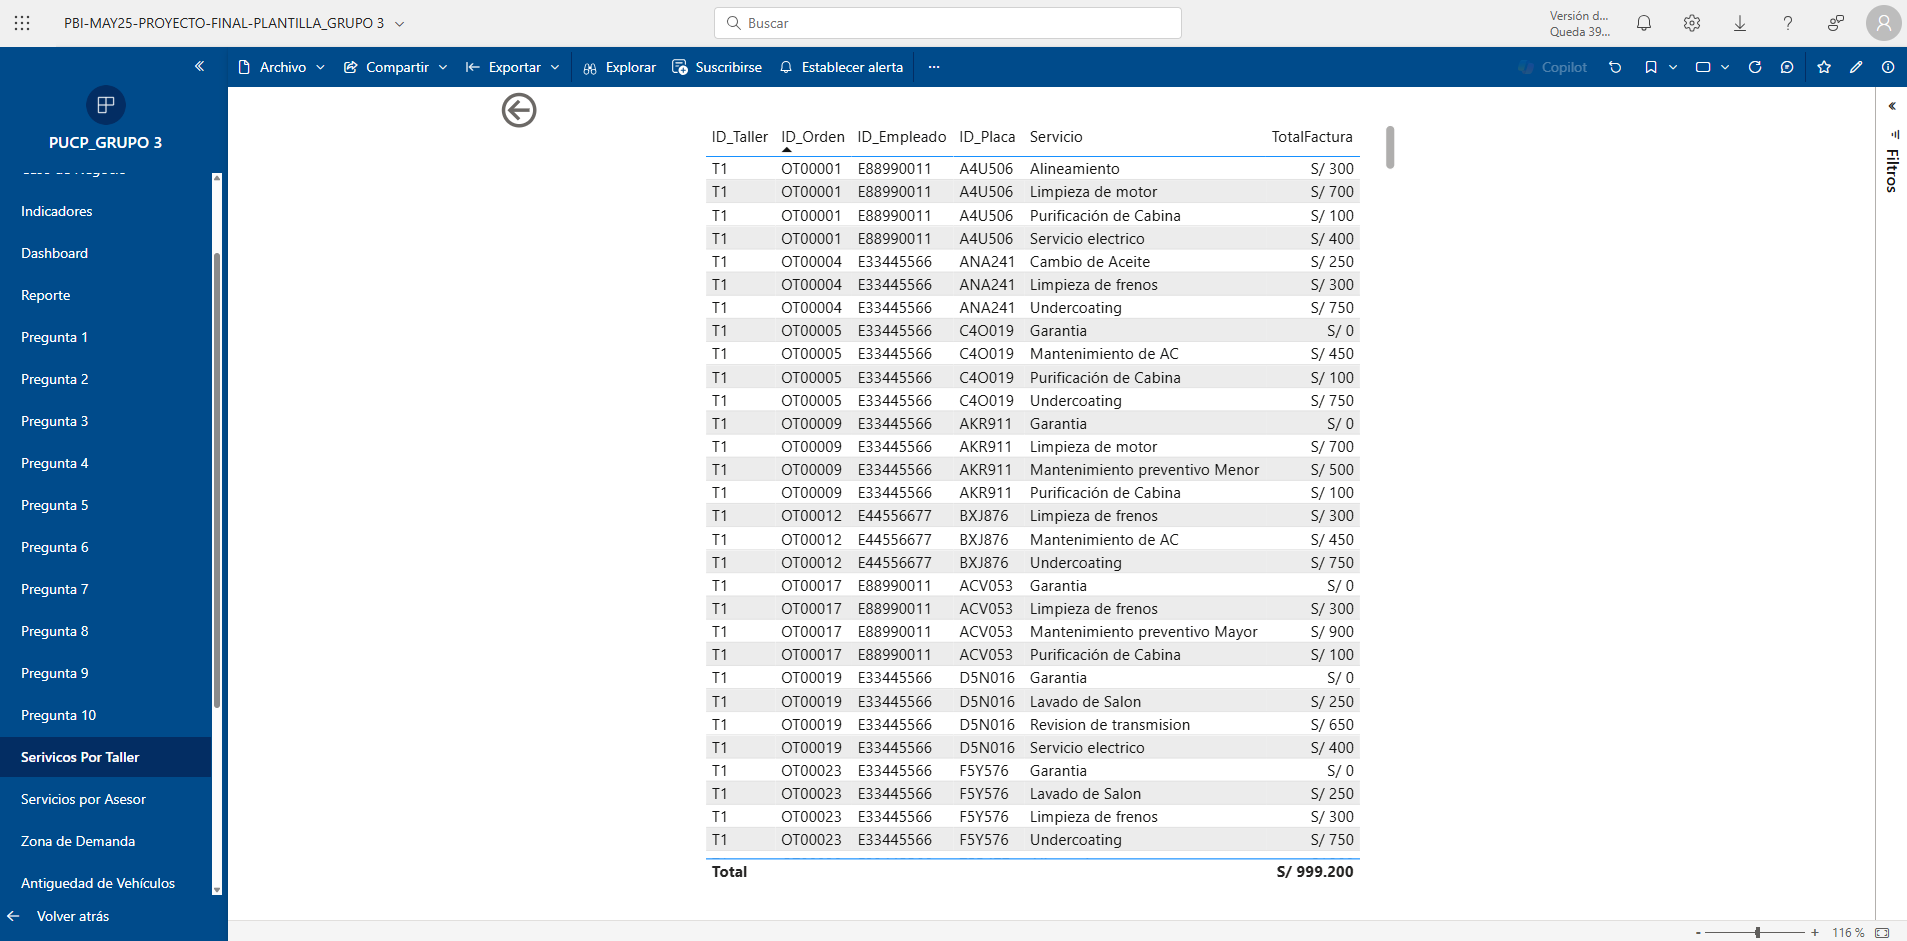 PBI-MAY25-PROYECTO-FINAL-PLANTILLA_GRUPO 3
Buscar
Versión d...
Queda 39...
Archivo
Compartir
Exportar
Explorar
Suscribirse
Establecer alerta
Copilot
PUCP_GRUPO 3
Indicadores
Dashboard
Reporte
Pregunta 1
Pregunta 2
Pregunta 3
Pregunta 4
Pregunta 5
Pregunta 6
Pregunta 7
Pregunta 8
Pregunta 9
Pregunta 10
Serivicos Por Taller
Servicios por Asesor
Zona de Demanda
Antiguedad de Vehículos
Volver atrás
ID_Taller ID_Orden ID_Empleado ID_Placa Servicio TotalFactura
T1 OT00001 E88990011 A4U506 Alineamiento S/ 300
T1 OT00001 E88990011 A4U506 Limpieza de motor S/ 700
T1 OT00001 E88990011 A4U506 Purificación de Cabina S/ 100
T1 OT00001 E88990011 A4U506 Servicio electrico S/ 400
T1 OT00004 E33445566 ANA241 Cambio de Aceite S/ 250
T1 OT00004 E33445566 ANA241 Limpieza de frenos S/ 300
T1 OT00004 E33445566 ANA241 Undercoating S/ 750
T1 OT00005 E33445566 C4O019 Garantia S/ 0
T1 OT00005 E33445566 C4O019 Mantenimiento de AC S/ 450
T1 OT00005 E33445566 C4O019 Purificación de Cabina S/ 100
T1 OT00005 E33445566 C4O019 Undercoating S/ 750
T1 OT00009 E33445566 AKR911 Garantia S/ 0
T1 OT00009 E33445566 AKR911 Limpieza de motor S/ 700
T1 OT00009 E33445566 AKR911 Mantenimiento preventivo Menor S/ 500
T1 OT00009 E33445566 AKR911 Purificación de Cabina S/ 100
T1 OT00012 E44556677 BXJ876 Limpieza de frenos S/ 300
T1 OT00012 E44556677 BXJ876 Mantenimiento de AC S/ 450
T1 OT00012 E44556677 BXJ876 Undercoating S/ 750
T1 OT00017 E88990011 ACV053 Garantia S/ 0
T1 OT00017 E88990011 ACV053 Limpieza de frenos S/ 300
T1 OT00017 E88990011 ACV053 Mantenimiento preventivo Mayor S/ 900
T1 OT00017 E88990011 ACV053 Purificación de Cabina S/ 100
T1 OT00019 E33445566 D5N016 Garantia S/ 0
T1 OT00019 E33445566 D5N016 Lavado de Salon S/ 250
T1 OT00019 E33445566 D5N016 Revision de transmision S/ 650
T1 OT00019 E33445566 D5N016 Servicio electrico S/ 400
T1 OT00023 E33445566 F5Y576 Garantia S/ 0
T1 OT00023 E33445566 F5Y576 Lavado de Salon S/ 250
T1 OT00023 E33445566 F5Y576 Limpieza de frenos S/ 300
T1 OT00023 E33445566 F5Y576 Undercoating S/ 750
Total S/ 999.200
Filtros
116 %